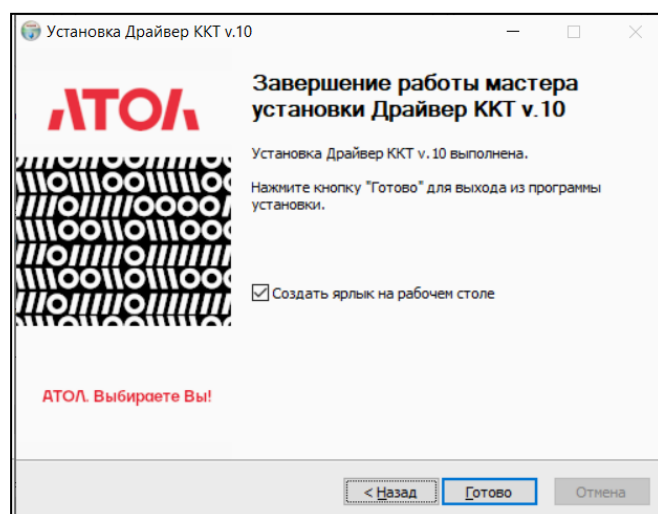 Установка Драйвер ККТ v.10
АТОЛ
Завершение работы мастера
установки Драйвер ККТ v.10
Установка Драйвер ККТ v.10 выполнена.
Нажмите кнопку "Готово" для выхода из программы
установки.
Создать ярлык на рабочем столе
АТОЛ. Выбираете Вы!
< Назад
Готово
Отмена